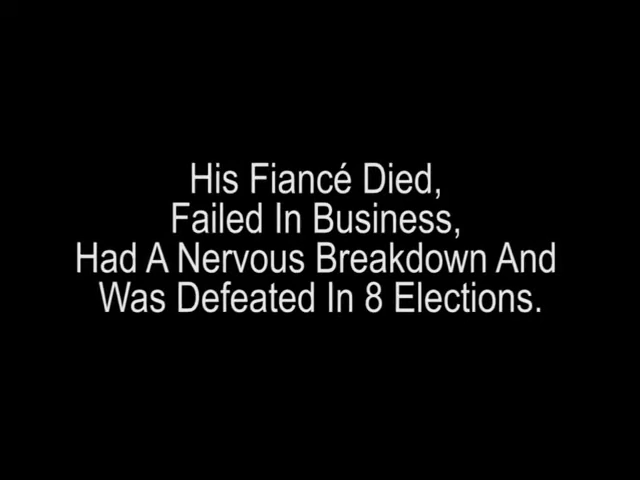 His Fiancé Died,
Failed In Business,
Had A Nervous Breakdown And
Was Defeated In 8 Elections.